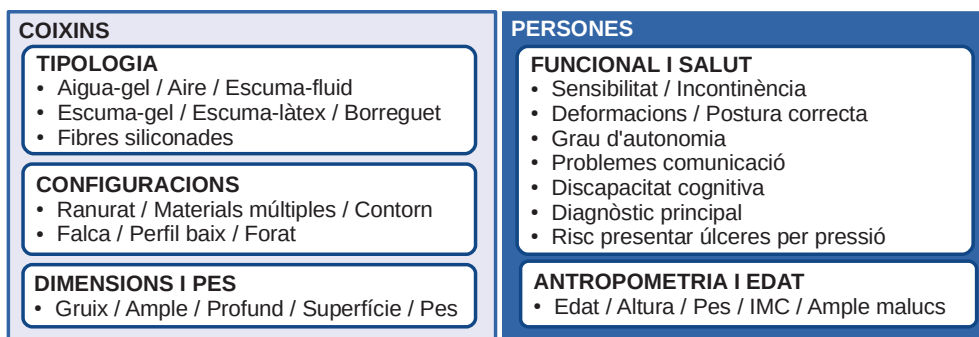 COIXINS
TIPOLOGIA
• Aigua-gel / Aire / Escuma-fluid
• Escuma-gel / Escuma-làtex / Borreguet
• Fibres siliconades
CONFIGURACIONS
• Ranurat / Materials múltiples / Contorn
• Falca / Perfil baix / Forat
DIMENSIONS I PES
• Gruix / Ample / Profund / Superfície / Pes
PERSONES
FUNCIONAL I SALUT
• Sensibilitat / Incontinència
• Deformacions / Postura correcta
• Grau d'autonomia
• Problemes comunicació
• Discapacitat cognitiva
• Diagnòstic principal
• Risc presentar úlceres per pressió
ANTROPOMETRIA I EDAT
• Edat / Altura / Pes / IMC / Ample malucs